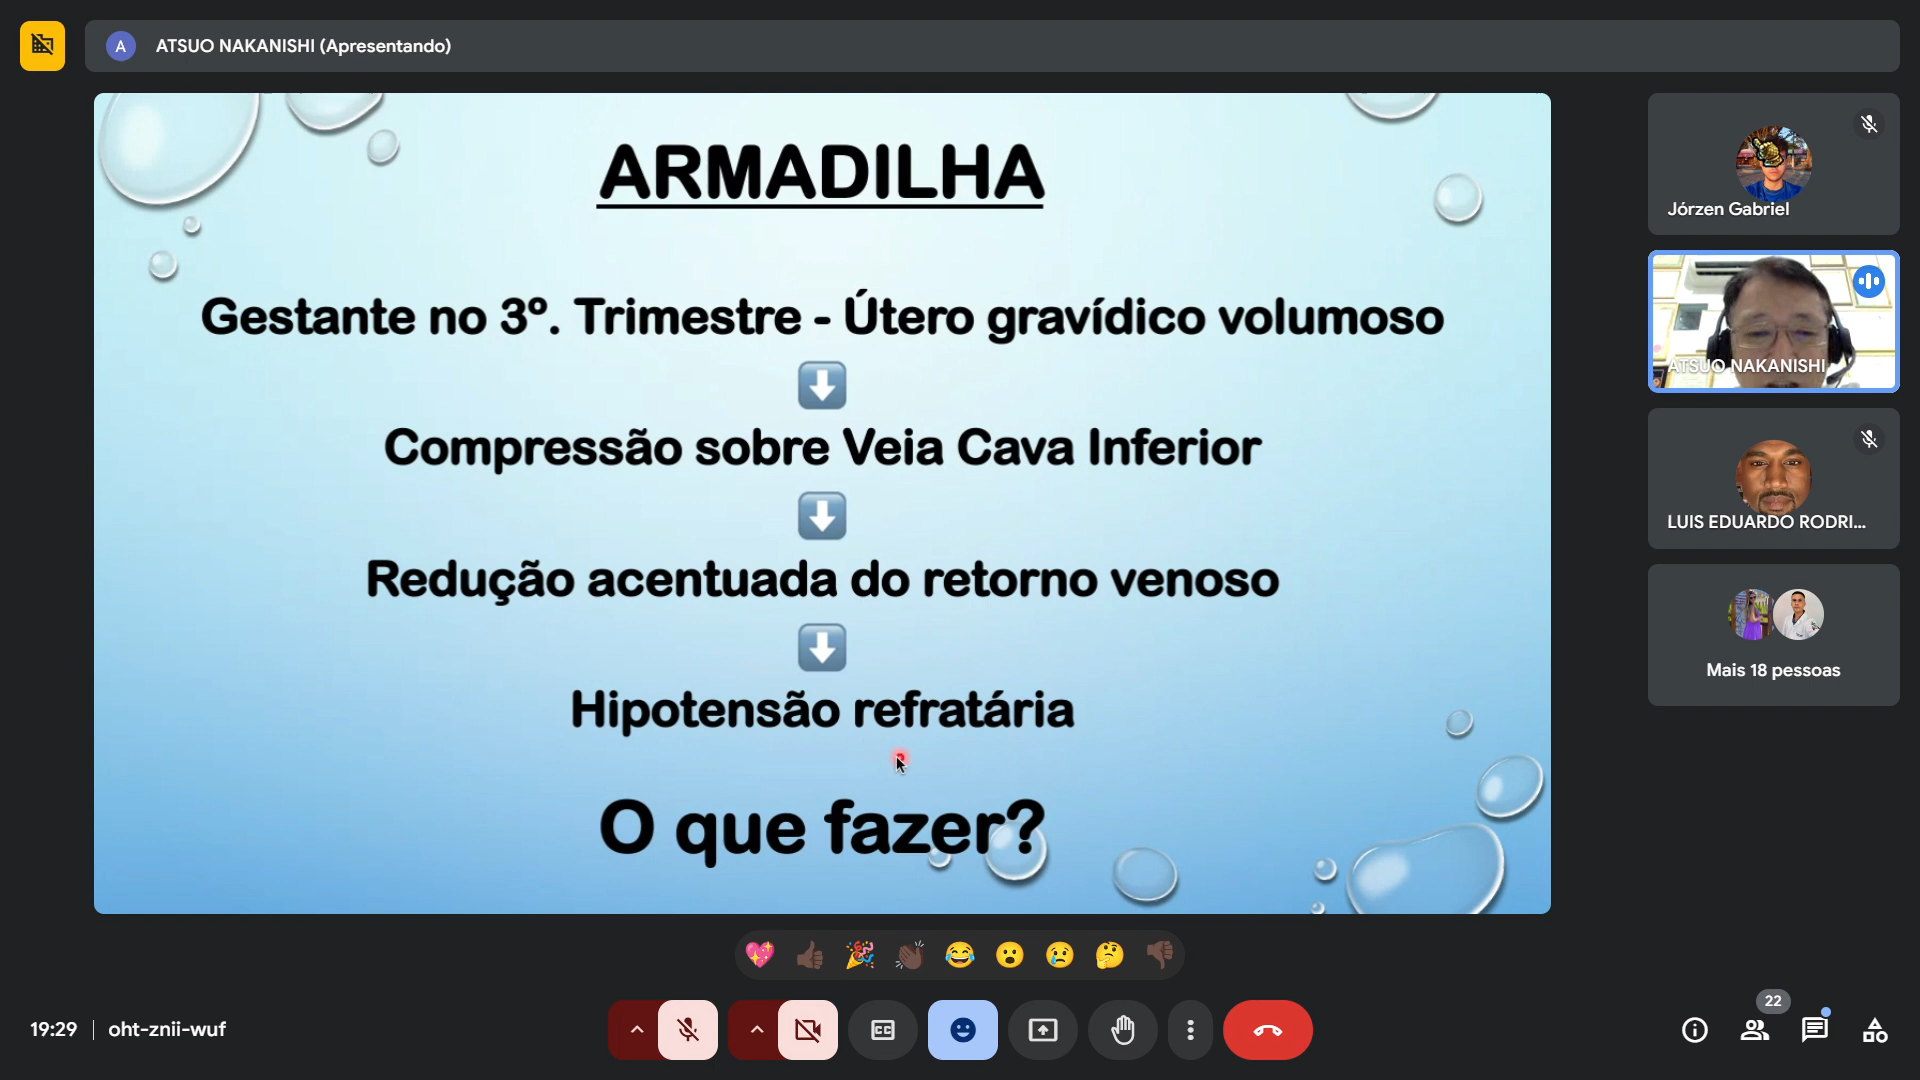 A ATSUO NAKANISHI (Apresentando)
ARMADILHA
Gestante no 3º. Trimestre - Útero gravídico volumoso
Compressão sobre Veia Cava Inferior
Redução acentuada do retorno venoso
Hipotensão refratária
O que fazer?
Jórzen Gabriel
ATSUO NAKANISHI
LUIS EDUARDO RODRI...
Mais 18 pessoas
19:29 | oht-znii-wuf
CC
22